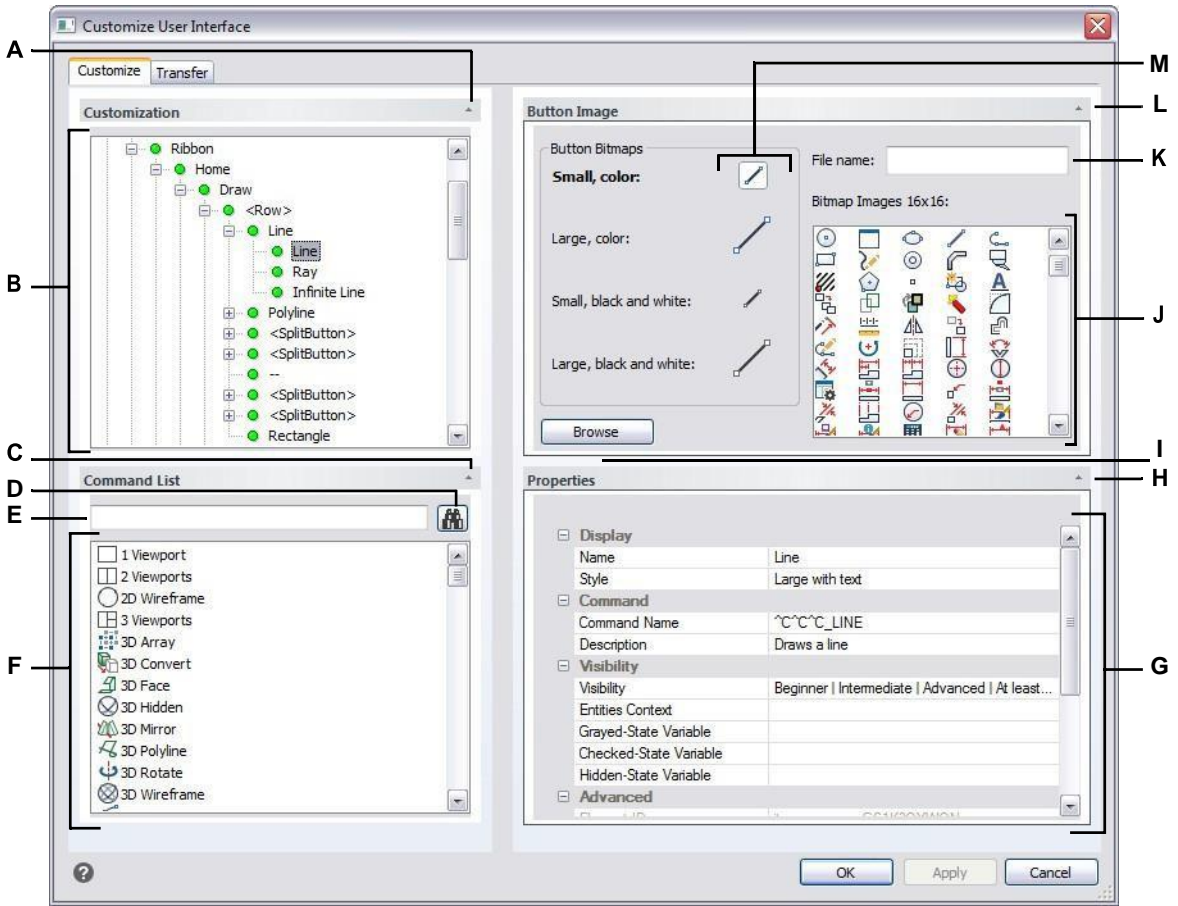 Customize User Interface
A
Customize Transfer
M
Customization
Button Image
L
Ribbon
Home
Draw
<Row>
Line
Line
Ray
Infinite Line
Polyline
<SplitButton>
<SplitButton>
--
<SplitButton>
<SplitButton>
Rectangle
B
Button Bitmaps
Small, color:
Large, color:
Small, black and white:
Large, black and white:
Browse
File name:
K
Bitmap Images 16x16:
J
C
Command List
D
E
I
Properties
H
1 Viewport
2 Viewports
2D Wireframe
3 Viewports
3D Array
3D Convert
3D Face
3D Hidden
3D Mirror
3D Polyline
3D Rotate
3D Wireframe
F
Display
Name Line
Style Large with text
Command
Command Name ^C^C^C_LINE
Description Draws a line
Visibility
Visibility Beginner | Intermediate | Advanced | At least...
Entities Context
Grayed-State Variable
Checked-State Variable
Hidden-State Variable
Advanced
G
?
OK Apply Cancel